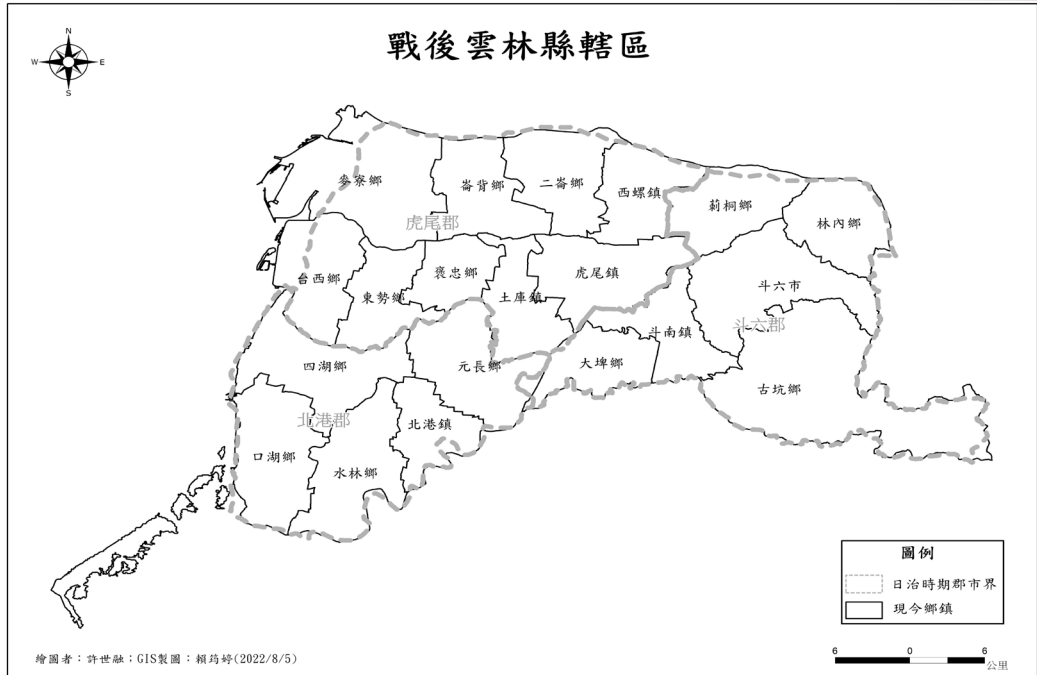 戰後雲林縣轄區
N
W
E
S
麥寮鄉
崙背鄉
二崙鄉
西螺鎮
莿桐鄉
林內鄉
虎尾郡
台西鄉
東勢鄉
褒忠鄉
土庫鎮
虎尾鎮
斗六市
斗南鎮
斗六郡
四湖鄉
元長鄉
大埤鄉
古坑鄉
北港郡
北港鎮
口湖鄉
水林鄉
圖例
日治時期郡市界
現今鄉鎮
繪圖者：許世融；GIS製圖：賴筠婷(2022/8/5)
6 0 6
公里